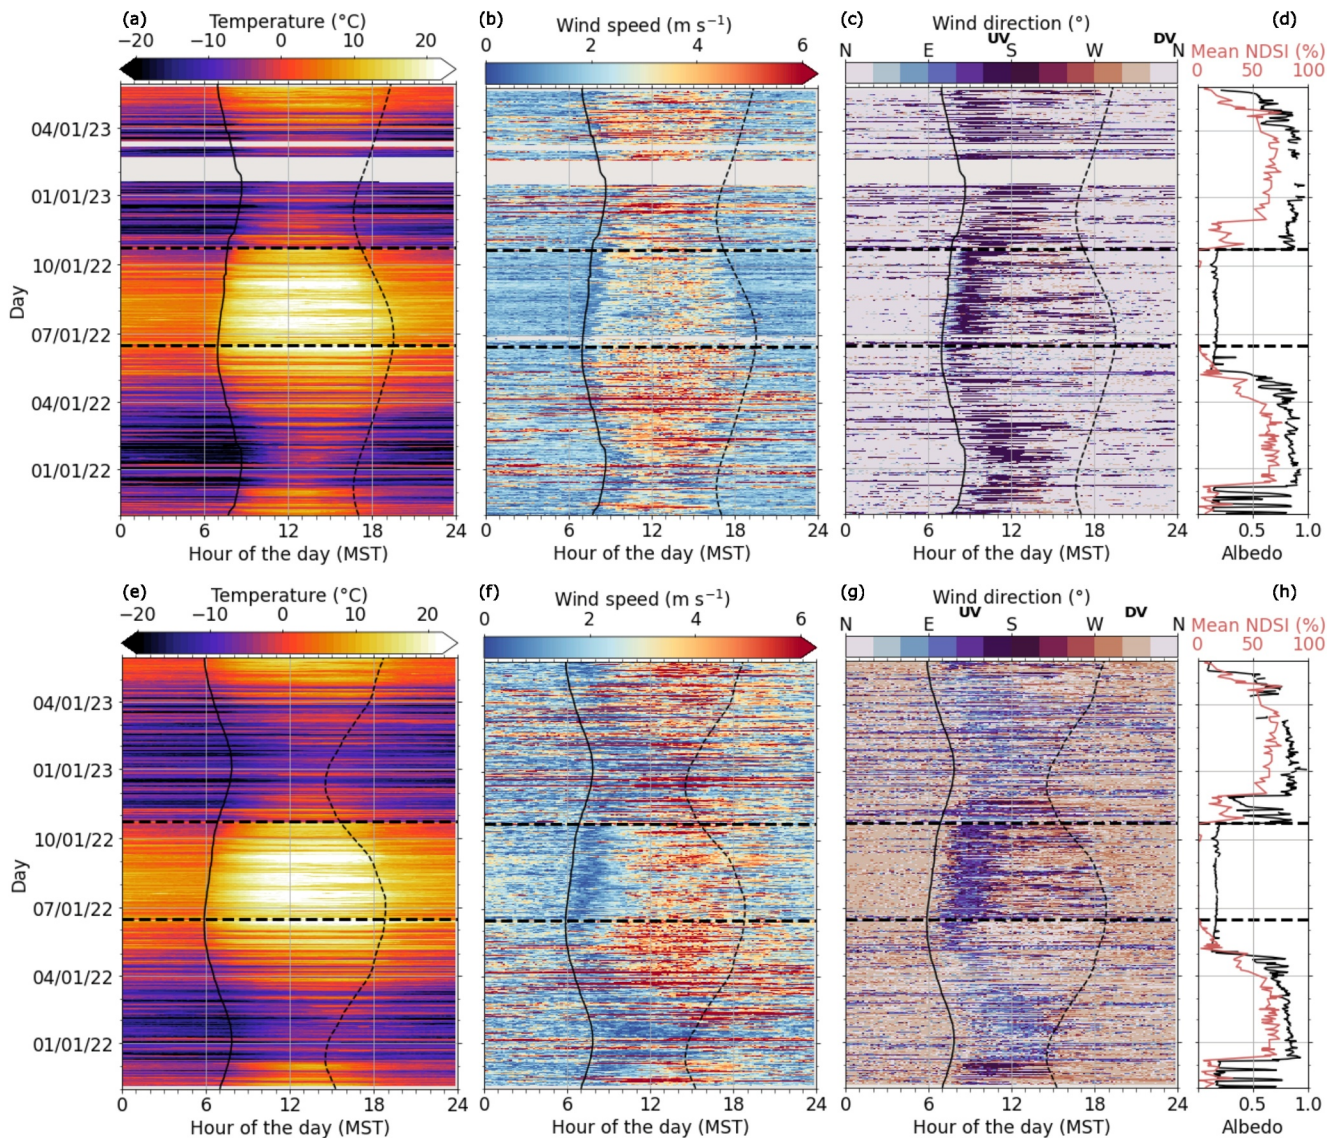 (a) Temperature (°C) (b) Wind speed (m s⁻¹) (c) Wind direction (°) (d)
UV DV Mean NDSI (%)
−20 −10 0 10 20 0 2 4 6 N E S W N 0 50 100
04/01/23
01/01/23
10/01/22
07/01/22
04/01/22
01/01/22
Day
0 6 12 18 24 0 6 12 18 24 0 6 12 18 24 0.5 1.0
Hour of the day (MST) Hour of the day (MST) Hour of the day (MST) Albedo
(e) Temperature (°C) (f) Wind speed (m s⁻¹) (g) Wind direction (°) (h)
UV DV Mean NDSI (%)
−20 −10 0 10 20 0 2 4 6 N E S W N 0 50 100
04/01/23
01/01/23
10/01/22
07/01/22
04/01/22
01/01/22
Day
0 6 12 18 24 0 6 12 18 24 0 6 12 18 24 0.5 1.0
Hour of the day (MST) Hour of the day (MST) Hour of the day (MST) Albedo